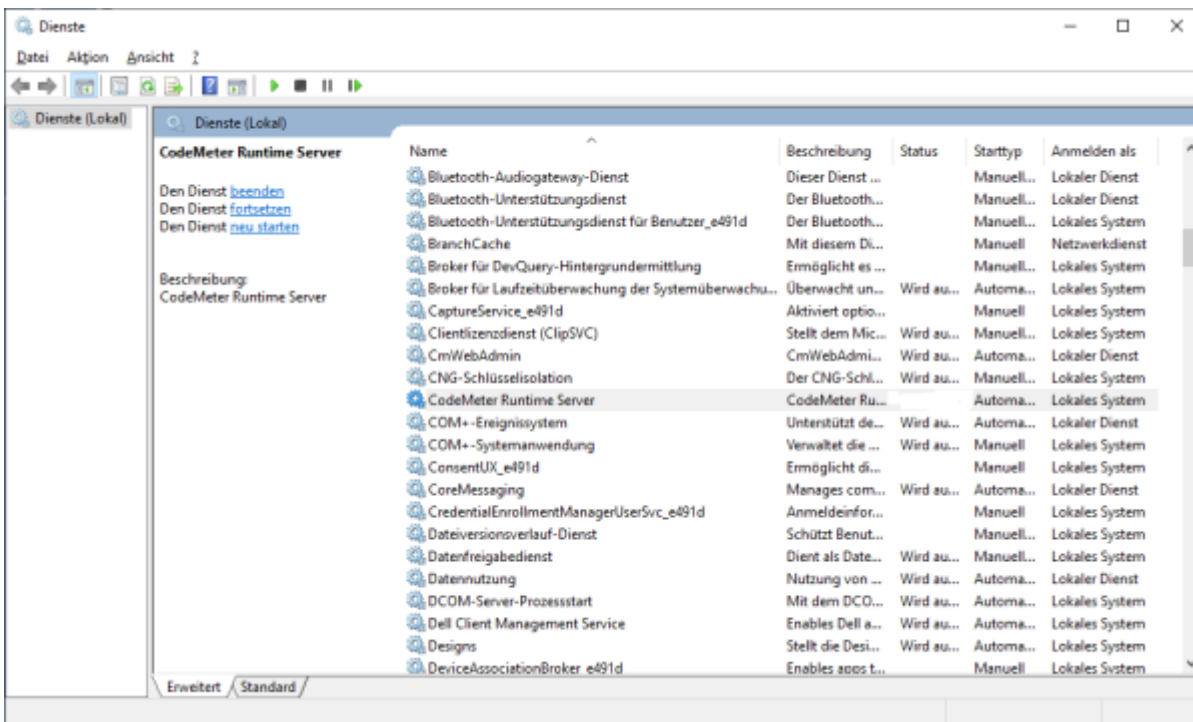 Dienste
Datei Aktion Ansicht ?
Dienste (Lokal)
Dienste (Lokal)
CodeMeter Runtime Server
Den Dienst beenden
Den Dienst fortsetzen
Den Dienst neu starten
Beschreibung:
CodeMeter Runtime Server
Name Beschreibung Status Starttyp Anmelden als
Bluetooth-Audiogateway-Dienst Dieser Dienst ... Manuell... Lokaler Dienst
Bluetooth-Unterstützungsdienst Der Bluetooth... Manuell... Lokaler Dienst
Bluetooth-Unterstützungsdienst für Benutzer_e491d Der Bluetooth... Manuell... Lokales System
BranchCache Mit diesem Di... Manuell Netzwerkdienst
Broker für DevQuery-Hintergrundermittlung Ermöglicht es ... Manuell... Lokales System
Broker für Laufzeitüberwachung der Systemüberwachu... Überwacht un... Wird au... Automa... Lokales System
CaptureService_e491d Aktiviert optio... Manuell Lokales System
Clientlizenzdienst (ClipSVC) Stellt dem Mic... Wird au... Manuell... Lokales System
CmWebAdmin CmWebAdmi... Wird au... Automa... Lokaler Dienst
CNG-Schlüsselisolation Der CNG-Schl... Wird au... Manuell... Lokales System
CodeMeter Runtime Server CodeMeter Ru... Automa... Lokales System
COM+-Ereignissystem Unterstützt de... Wird au... Automa... Lokaler Dienst
COM+-Systemanwendung Verwaltet die ... Wird au... Manuell Lokales System
ConsentUX_e491d Ermöglicht di... Manuell Lokales System
CoreMessaging Manages com... Wird au... Automa... Lokaler Dienst
CredentialEnrollmentManagerUserSvc_e491d Anmeldeinfor... Manuell Lokales System
Dateiversionsverlauf-Dienst Schützt Benut... Manuell... Lokales System
Datenfreigabedienst Dient als Date... Wird au... Manuell... Lokales System
Datennutzung Nutzung von ... Wird au... Automa... Lokaler Dienst
DCOM-Server-Prozessstart Mit dem DCO... Wird au... Automa... Lokales System
Dell Client Management Service Enables Dell a... Wird au... Automa... Lokales System
Designs Stellt die Desi... Wird au... Automa... Lokales System
DeviceAssociationBroker_e491d Enables apps t... Manuell Lokales System
Erweitert Standard